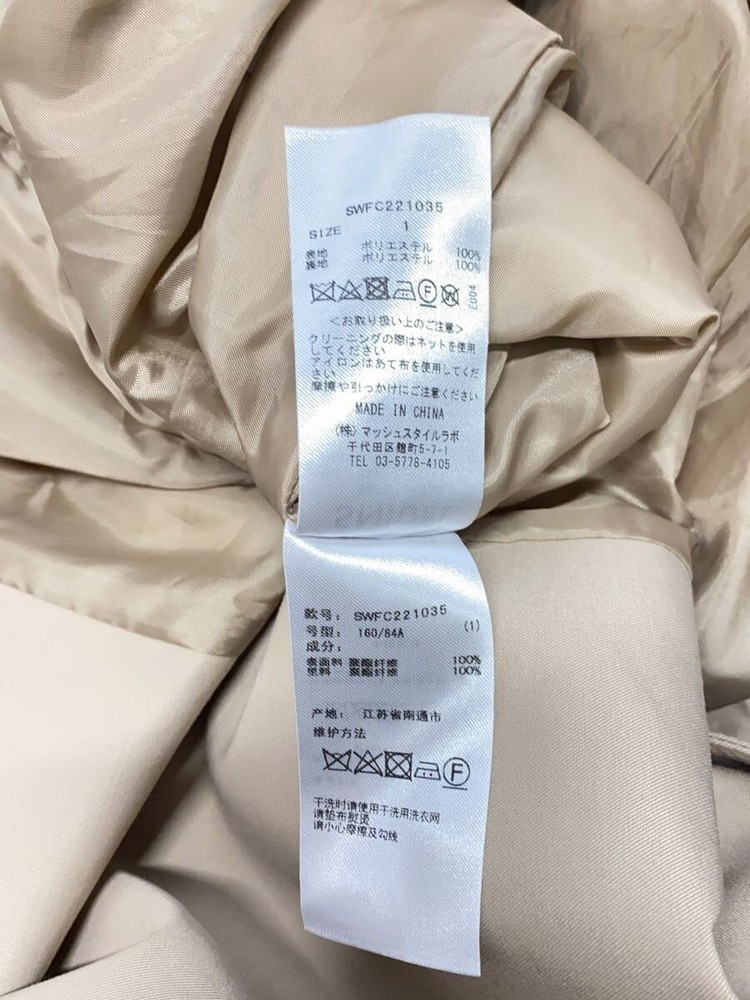 SWFC221035
SIZE 1
表地 ポリエステル 100%
裏地 ポリエステル 100%
F W E004
<お取り扱い上のご注意>
クリーニングの際はネットを使用
してください
アイロンはあて布を使用してくだ
さい
摩擦や引っかけにご注意ください
MADE IN CHINA
(株)マッシュスタイルラボ
千代田区麹町5-7-1
TEL 03-5778-4105
款号: SWFC221035
号型: 160/84A (1)
成分:
表面料 聚酯纤维 100%
里料 聚酯纤维 100%
产地: 江苏省南通市
维护方法
F
干洗时请使用干洗用洗衣网
请垫布熨烫
请小心摩擦及勾线